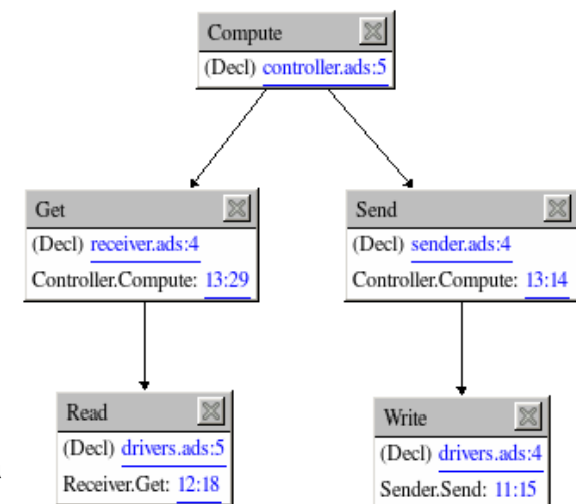 Compute
(Decl) controller.ads:5
Get
(Decl) receiver.ads:4
Controller.Compute: 13:29
Send
(Decl) sender.ads:4
Controller.Compute: 13:14
Read
(Decl) drivers.ads:5
Receiver.Get: 12:18
Write
(Decl) drivers.ads:4
Sender.Send: 11:15